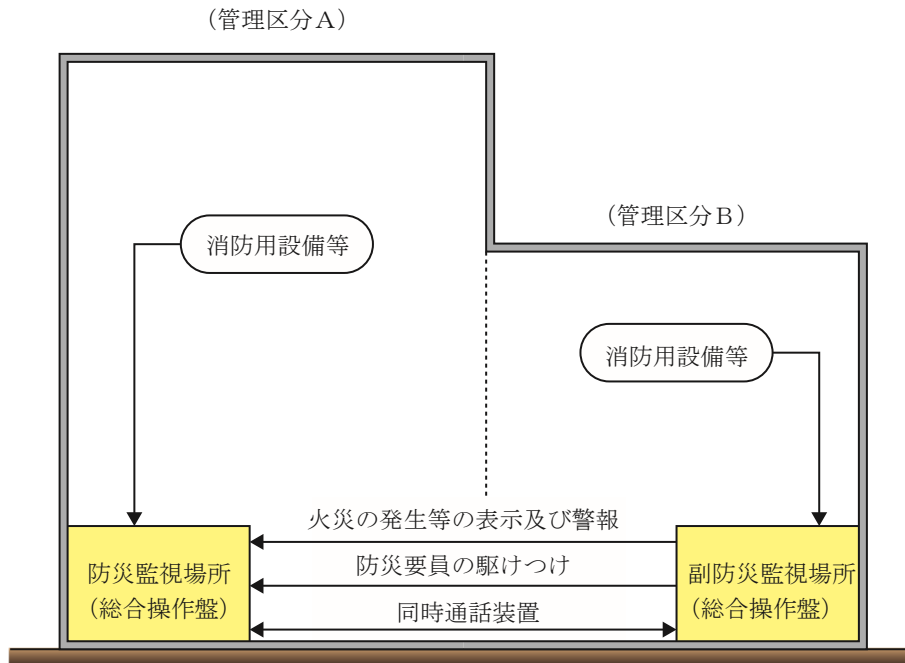 （管理区分A）
（管理区分B）
消防用設備等
消防用設備等
火災の発生等の表示及び警報
防災要員の駆けつけ
同時通話装置
防災監視場所
（総合操作盤）
副防災監視場所
（総合操作盤）